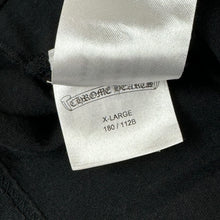 CHROME HEARTS
X-LARGE
180 / 112B